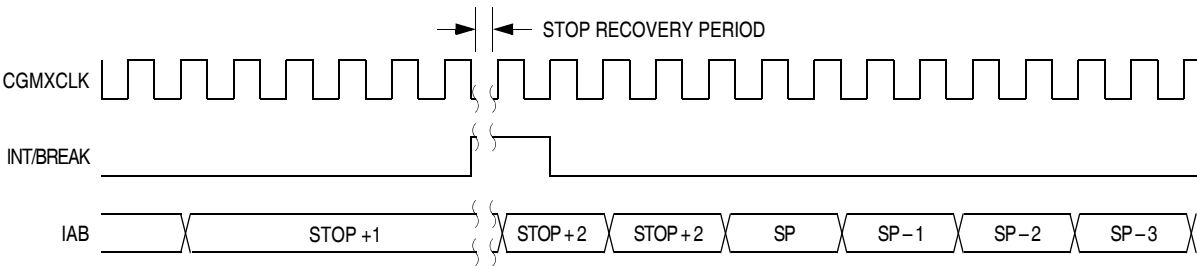 STOP RECOVERY PERIOD
CGMXCLK
INT/BREAK
IAB STOP +1 STOP + 2 STOP + 2 SP SP – 1 SP – 2 SP – 3